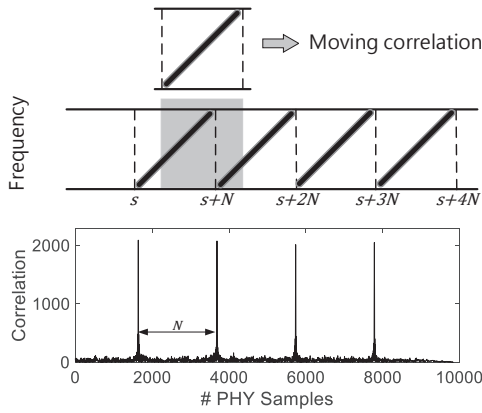 Moving correlation
Frequency
s s+N s+2N s+3N s+4N
Correlation
2000
1000
0
N
0 2000 4000 6000 8000 10000
# PHY Samples